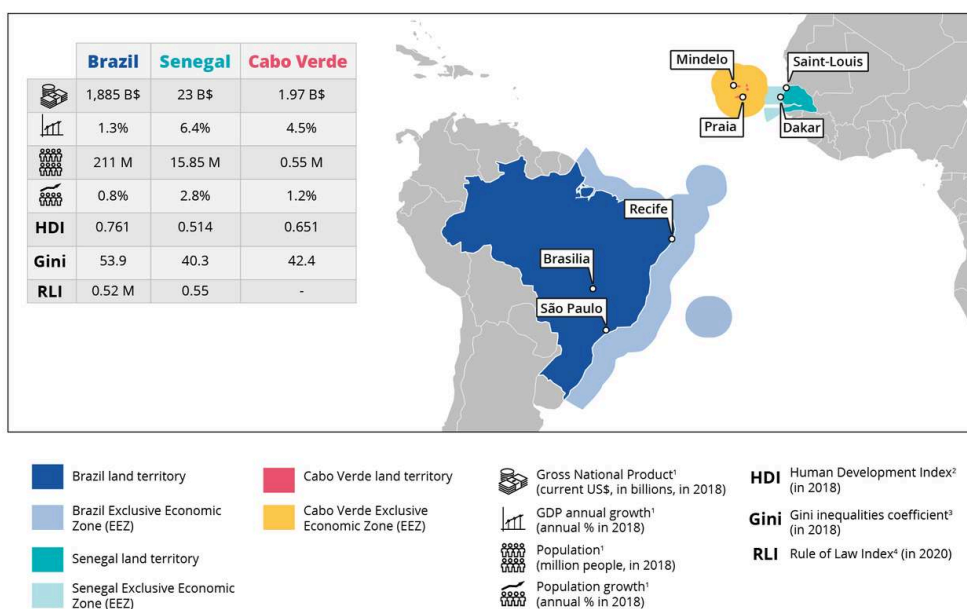 Brazil Senegal Cabo Verde
1,885 B$ 23 B$ 1.97 B$
1.3% 6.4% 4.5%
211 M 15.85 M 0.55 M
0.8% 2.8% 1.2%
HDI 0.761 0.514 0.651
Gini 53.9 40.3 42.4
RLI 0.52 M 0.55 -
Mindelo
Saint-Louis
Praia
Dakar
Recife
Brasilia
São Paulo
Brazil land territory
Brazil Exclusive Economic
Zone (EEZ)
Senegal land territory
Senegal Exclusive Economic
Zone (EEZ)
Cabo Verde land territory
Cabo Verde Exclusive
Economic Zone (EEZ)
Gross National Product¹
(current US$, in billions, in 2018)
GDP annual growth¹
(annual % in 2018)
Population¹
(million people, in 2018)
Population growth¹
(annual % in 2018)
HDI Human Development Index²
(in 2018)
Gini Gini inequalities coefficient³
(in 2018)
RLI Rule of Law Index⁴ (in 2020)